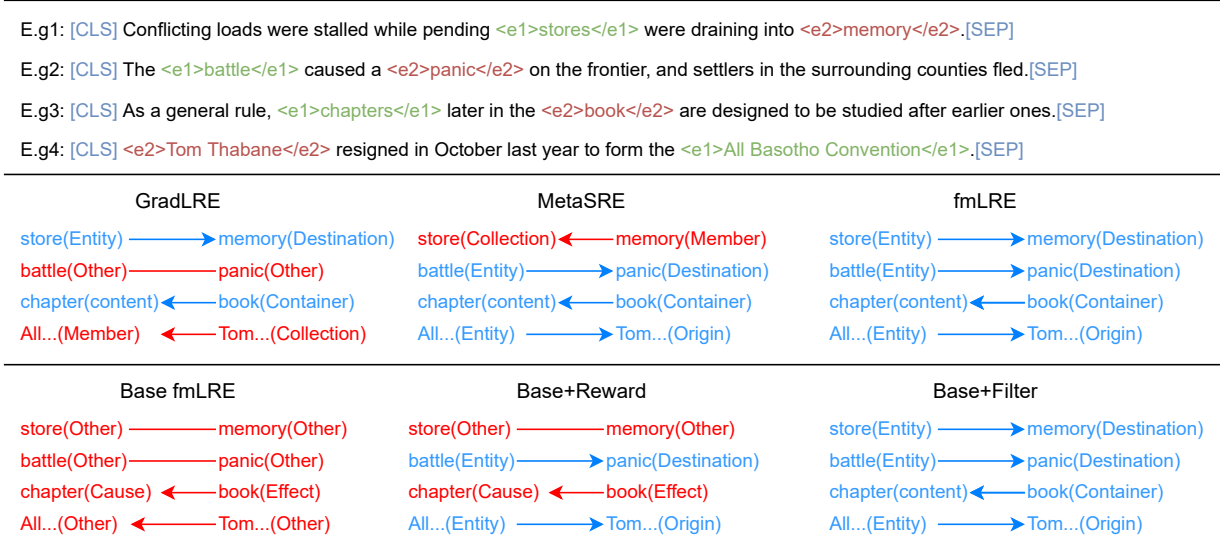 E.g1: [CLS] Conflicting loads were stalled while pending <e1>stores</e1> were draining into <e2>memory</e2>.[SEP]
E.g2: [CLS] The <e1>battle</e1> caused a <e2>panic</e2> on the frontier, and settlers in the surrounding counties fled.[SEP]
E.g3: [CLS] As a general rule, <e1>chapters</e1> later in the <e2>book</e2> are designed to be studied after earlier ones.[SEP]
E.g4: [CLS] <e2>Tom Thabane</e2> resigned in October last year to form the <e1>All Basotho Convention</e1>.[SEP]
GradLRE
store(Entity) memory(Destination)
battle(Other) panic(Other)
chapter(content) book(Container)
All...(Member) Tom...(Collection)
MetaSRE
store(Collection) memory(Member)
battle(Entity) panic(Destination)
chapter(content) book(Container)
All...(Entity) Tom...(Origin)
fmLRE
store(Entity) memory(Destination)
battle(Entity) panic(Destination)
chapter(content) book(Container)
All...(Entity) Tom...(Origin)
Base fmLRE
store(Other) memory(Other)
battle(Other) panic(Other)
chapter(Cause) book(Effect)
All...(Other) Tom...(Other)
Base+Reward
store(Other) memory(Other)
battle(Entity) panic(Destination)
chapter(Cause) book(Effect)
All...(Entity) Tom...(Origin)
Base+Filter
store(Entity) memory(Destination)
battle(Entity) panic(Destination)
chapter(content) book(Container)
All...(Entity) Tom...(Origin)